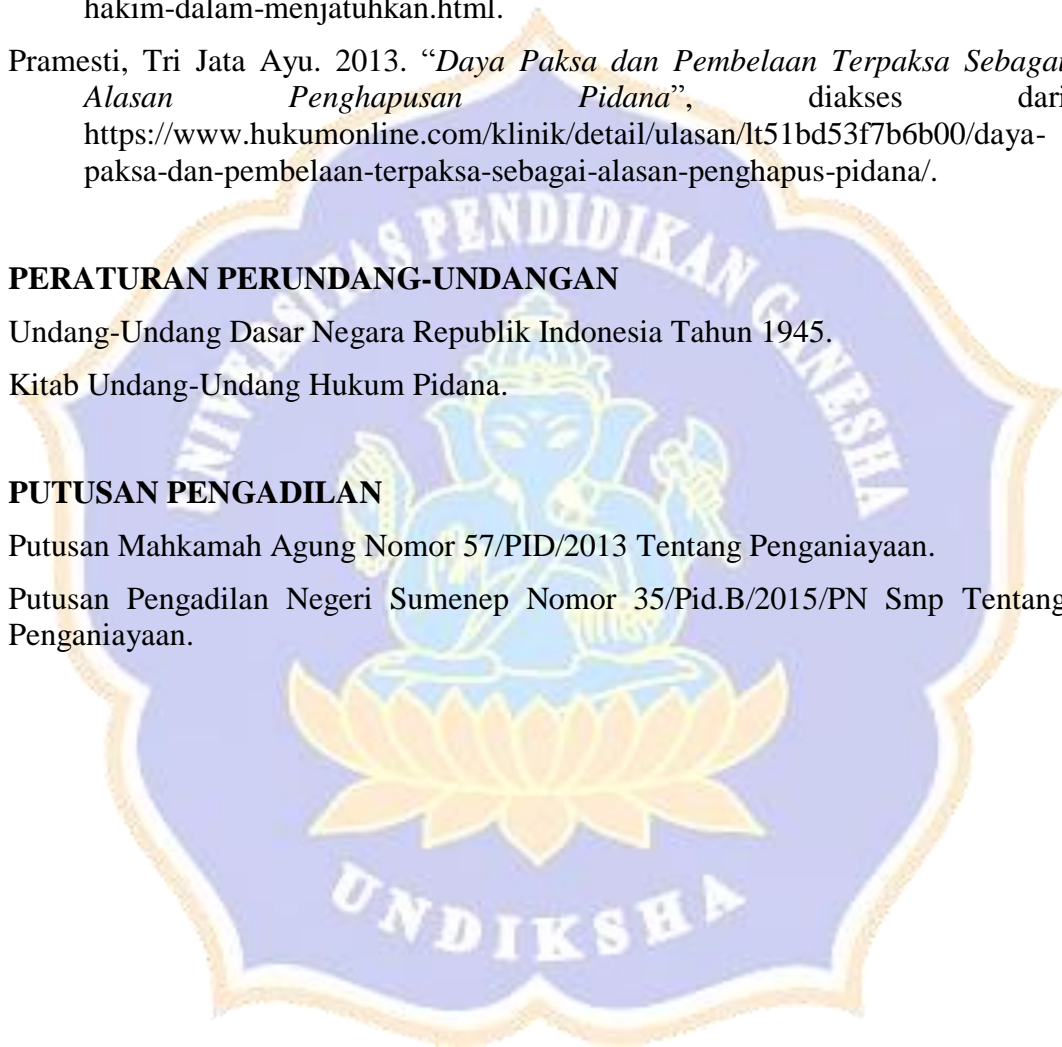 hakim-dalam-menjatuhkan.html.
Pramesti, Tri Jata Ayu. 2013. “Daya Paksa dan Pembelaan Terpaksa Sebagai
Alasan Penghapusan Pidana”, diakses dari
https://www.hukumonline.com/klinik/detail/ulasan/lt51bd53f7b6b00/daya-
paksa-dan-pembelaan-terpaksa-sebagai-alasan-penghapus-pidana/.
UNIVERSITAS PENDIDIKAN GANESHA
PERATURAN PERUNDANG-UNDANGAN
Undang-Undang Dasar Negara Republik Indonesia Tahun 1945.
Kitab Undang-Undang Hukum Pidana.
PUTUSAN PENGADILAN
Putusan Mahkamah Agung Nomor 57/PID/2013 Tentang Penganiayaan.
Putusan Pengadilan Negeri Sumenep Nomor 35/Pid.B/2015/PN Smp Tentang
Penganiayaan.
UNDIKSHA